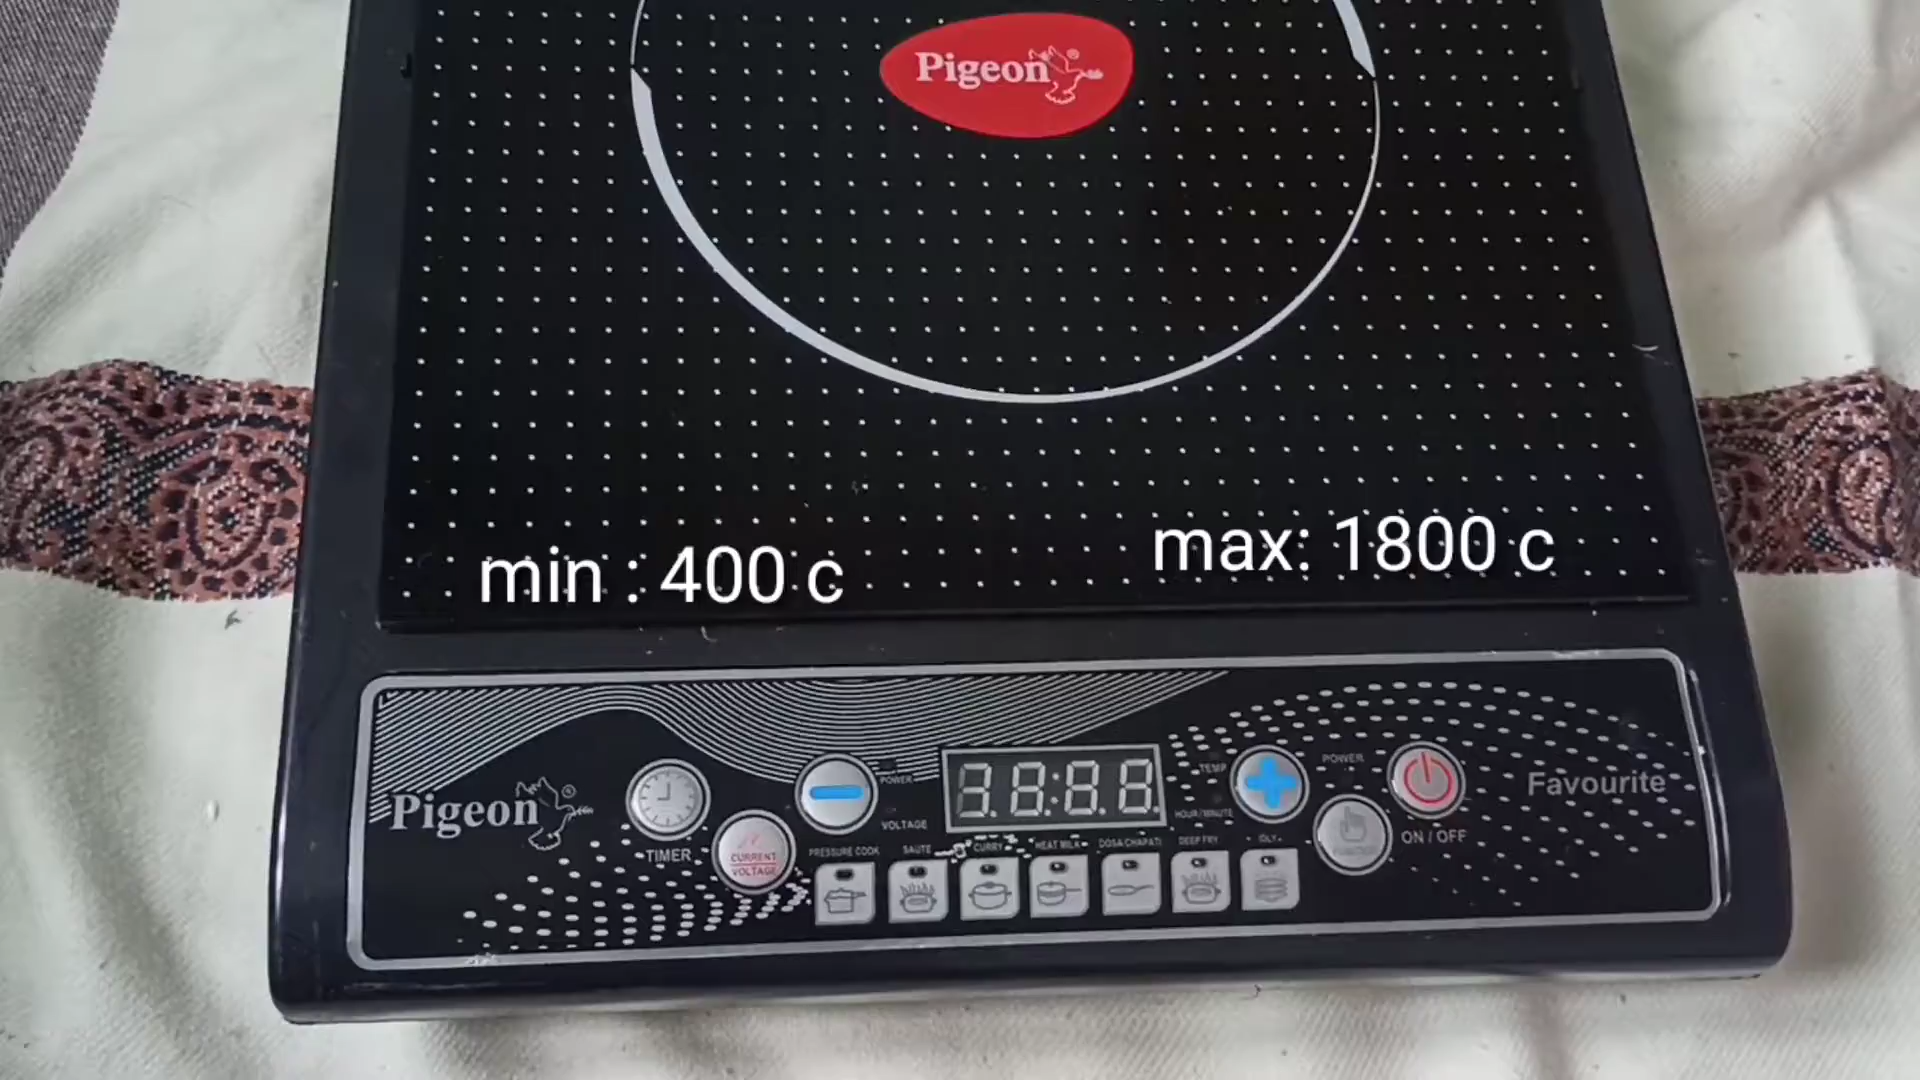 Pigeon®
min : 400 c
max: 1800 c
Pigeon®
TIMER
CURRENT
VOLTAGE
POWER
VOLTAGE
TEMP
HOUR/MINUTE
POWER
ON / OFF
Favourite
PRESSURE COOK
SAUTE
CURRY
HEAT MILK
DOSA/CHAPATI
DEEP FRY
IDLY